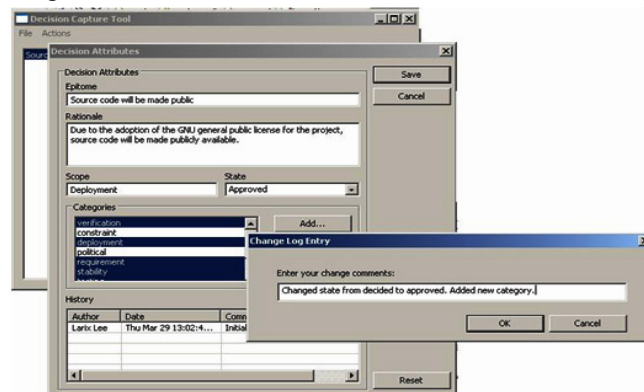 Decision Capture Tool
File Actions
Decision Attributes
Decision Attributes
Save
Cancel
Epitome
Source code will be made public
Rationale
Due to the adoption of the GNU general public license for the project,
source code will be made publicly available.
Scope State
Deployment Approved
Categories
verification
constraint
deployment
political
requirement
stability
Add...
Change Log Entry
Enter your change comments:
Changed state from decided to approved. Added new category.
OK Cancel
History
Author Date
Larix Lee Thu Mar 29 13:02:4... Initial
Reset